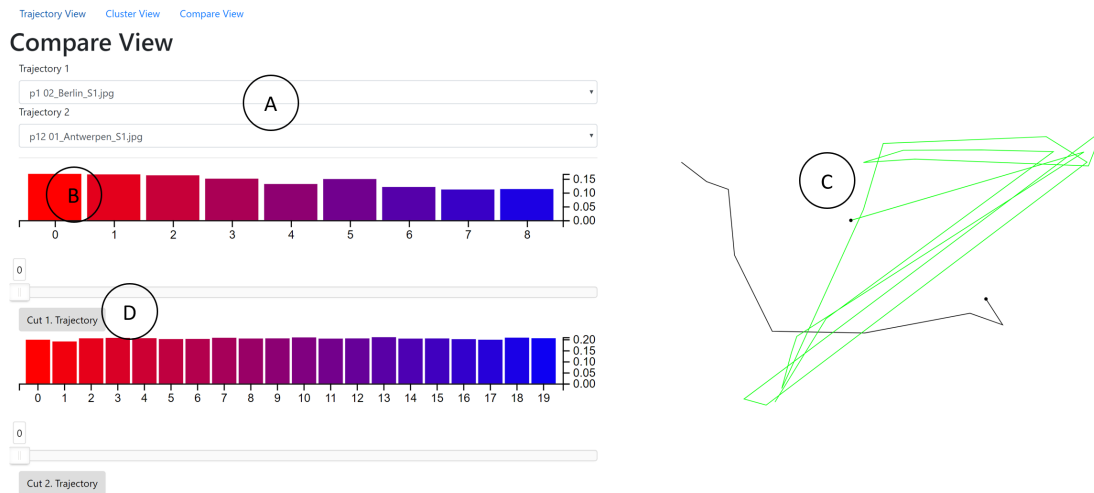 Trajectory View Cluster View Compare View
Compare View
Trajectory 1
p1 02_Berlin_S1.jpg
A
Trajectory 2
p12 01_Antwerpen_S1.jpg
B
0.15
0.10
0.05
0.00
0 1 2 3 4 5 6 7 8
C
0
Cut 1. Trajectory
D
0.20
0.15
0.10
0.05
0.00
0 1 2 3 4 5 6 7 8 9 10 11 12 13 14 15 16 17 18 19
0
Cut 2. Trajectory